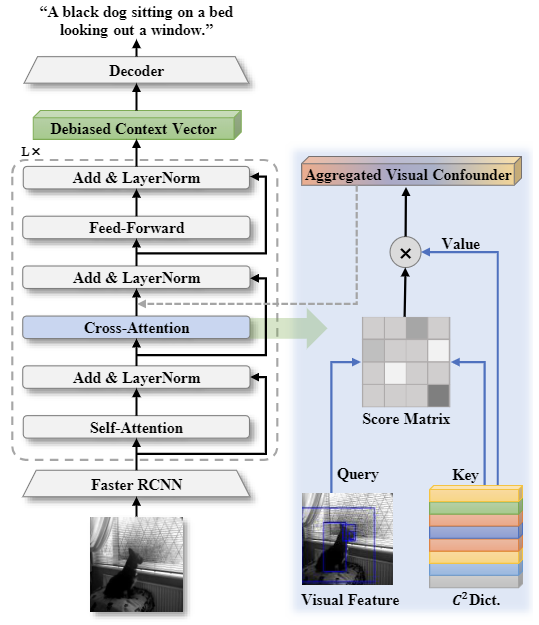 “A black dog sitting on a bed
looking out a window.”
Decoder
Debiased Context Vector
L×
Add & LayerNorm
Feed-Forward
Add & LayerNorm
Cross-Attention
Add & LayerNorm
Self-Attention
Faster RCNN
Aggregated Visual Confounder
×
Value
Score Matrix
Query
Key
Visual Feature
C² Dict.